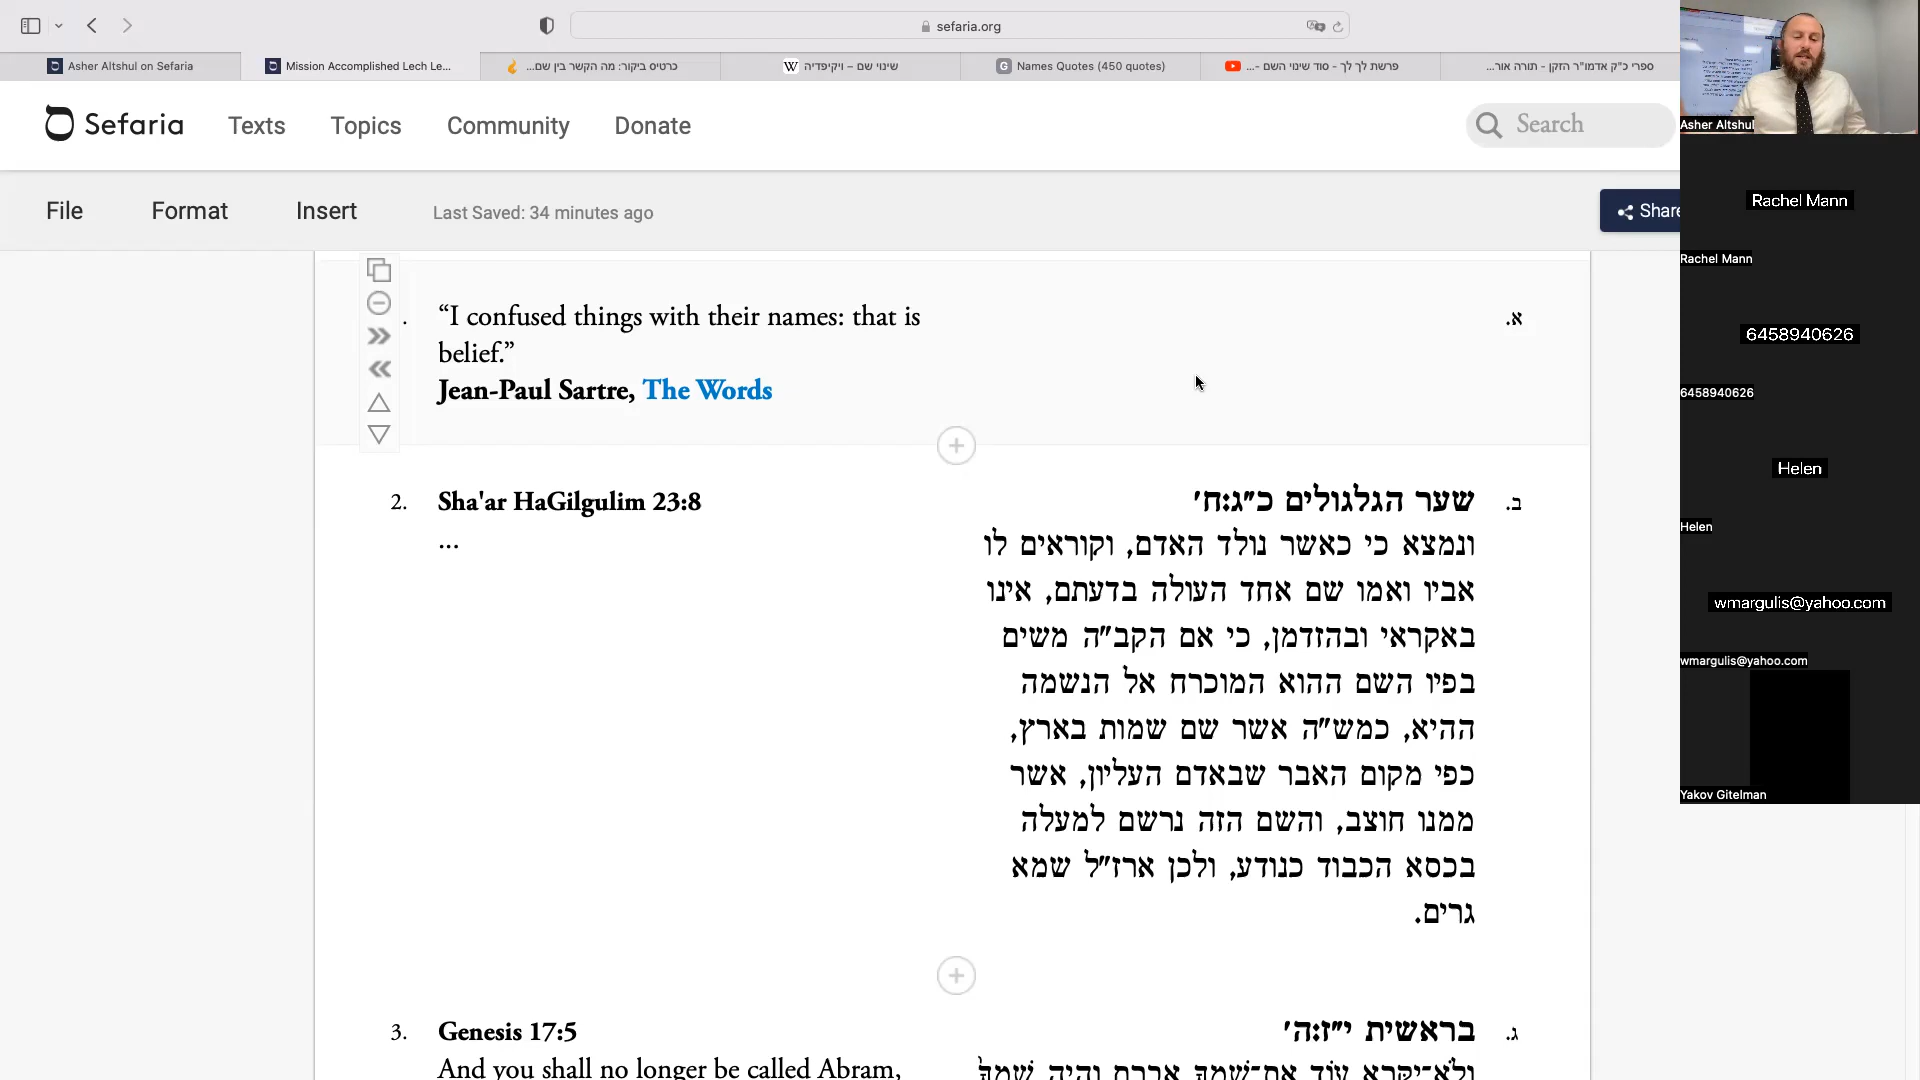 sefaria.org
Asher Altshul on Sefaria
Mission Accomplished Lech Le...
כרטיס ביקור: מה הקשר בין שם...
שינוי שם – ויקיפדיה
Names Quotes (450 quotes)
פרשת לך לך - סוד שינוי השם -...
ספרי כ"ק אדמו"ר הזקן - תורה אור...
Sefaria
Texts
Topics
Community
Donate
Search
File
Format
Insert
Last Saved: 34 minutes ago
Share
“I confused things with their names: that is
belief.”
Jean-Paul Sartre, The Words
א.
2. Sha'ar HaGilgulim 23:8
...
ב. שער הגלגולים כ״ג:ח׳
ונמצא כי כאשר נולד האדם, וקוראים לו
אביו ואמו שם אחד העולה בדעתם, אינו
באקראי ובהזדמן, כי אם הקב"ה משים
בפיו השם ההוא המוכרח אל הנשמה
ההיא, כמש"ה אשר שם שמות בארץ,
כפי מקום האבר שבאדם העליון, אשר
ממנו חוצב, והשם הזה נרשם למעלה
בכסא הכבוד כנודע, ולכן ארז"ל שמא
גרים.
3. Genesis 17:5
And you shall no longer be called Abram,
ג. בראשית י״ז:ה׳
Asher Altshul
Rachel Mann
Rachel Mann
6458940626
6458940626
Helen
Helen
wmargulis@yahoo.com
wmargulis@yahoo.com
Yakov Gitelman